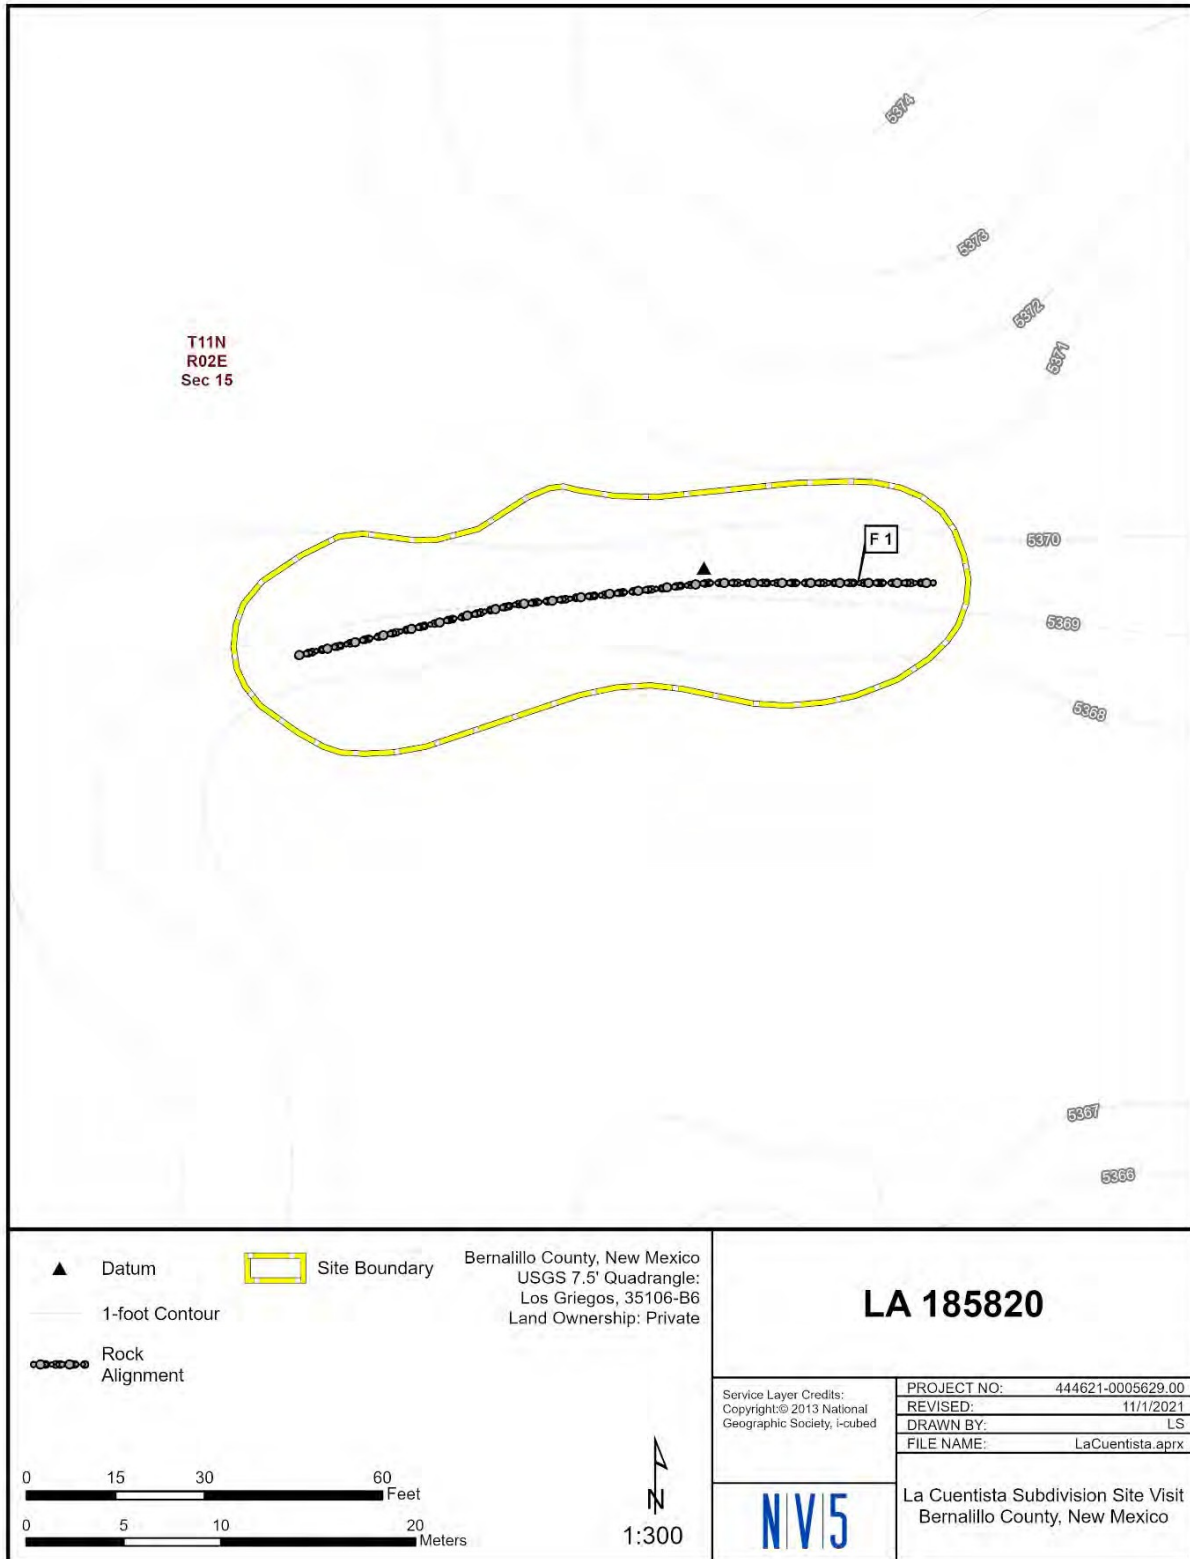 5374
5373
5372
5371
T11N
R02E
Sec 15
F 1
5370
5369
5368
5367
5366
Datum
Site Boundary
1-foot Contour
Rock
Alignment
Bernalillo County, New Mexico
USGS 7.5' Quadrangle:
Los Griegos, 35106-B6
Land Ownership: Private
0 15 30 60
Feet
0 5 10 20
Meters
N
1:300
LA 185820
Service Layer Credits:
Copyright:© 2013 National
Geographic Society, i-cubed
PROJECT NO: 444621-0005629.00
REVISED: 11/1/2021
DRAWN BY: LS
FILE NAME: LaCuentista.aprx
N|V|5
La Cuentista Subdivision Site Visit
Bernalillo County, New Mexico